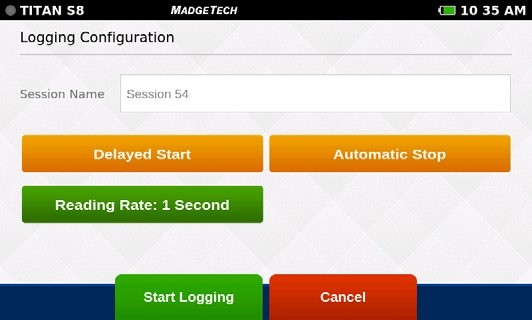 TITAN S8 MADGETECH 10 35 AM
Logging Configuration
Session Name Session 54
Delayed Start Automatic Stop
Reading Rate: 1 Second
Start Logging Cancel